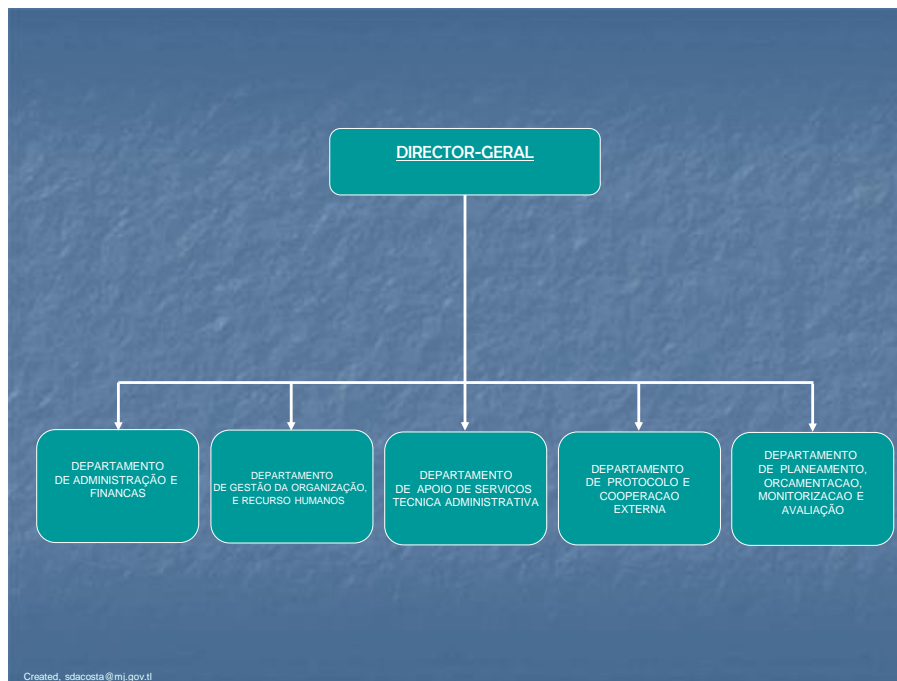 DIRECTOR-GERAL
DEPARTAMENTO
DE ADMINISTRAÇÃO E
FINANCAS
DEPARTAMENTO
DE GESTÃO DA ORGANIZAÇÃO,
E RECURSO HUMANOS
DEPARTAMENTO
DE APOIO DE SERVICOS
TECNICA ADMINISTRATIVA
DEPARTAMENTO
DE PROTOCOLO E
COOPERACAO
EXTERNA
DEPARTAMENTO
DE PLANEAMENTO,
ORCAMENTACAO,
MONITORIZACAO E
AVALIAÇÃO
Created, sdacosta@mj.gov.tl